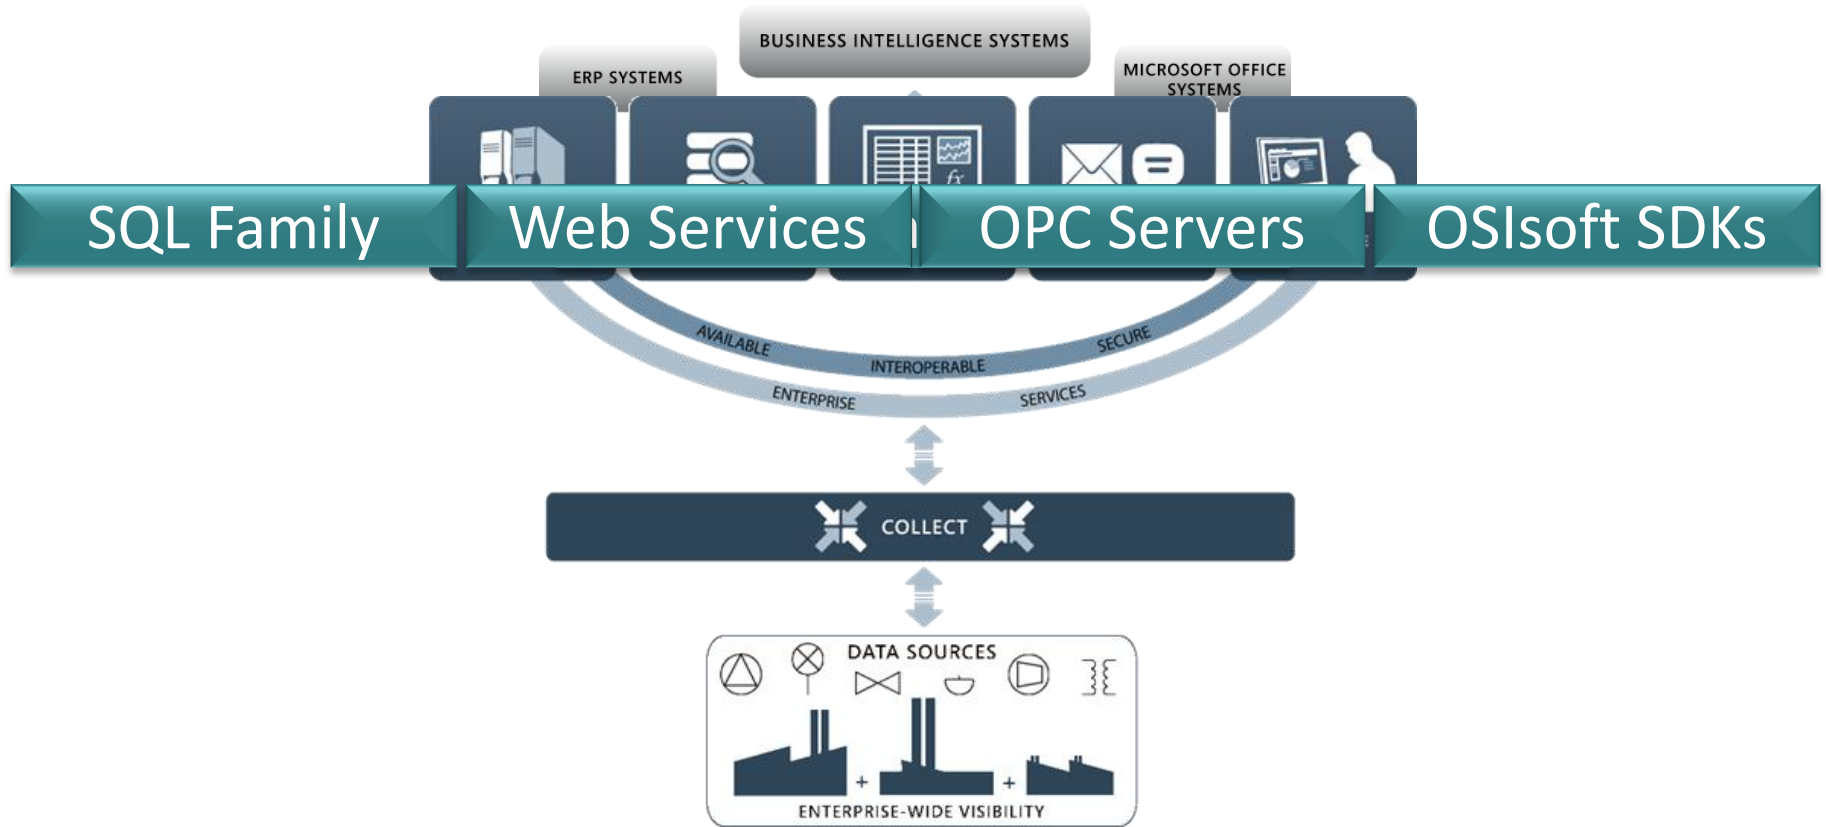 BUSINESS INTELLIGENCE SYSTEMS
ERP SYSTEMS
MICROSOFT OFFICE
SYSTEMS
fx
SQL Family
Web Services
OPC Servers
OSIsoft SDKs
AVAILABLE
INTEROPERABLE
SECURE
ENTERPRISE
SERVICES
COLLECT
DATA SOURCES
+
+
ENTERPRISE-WIDE VISIBILITY